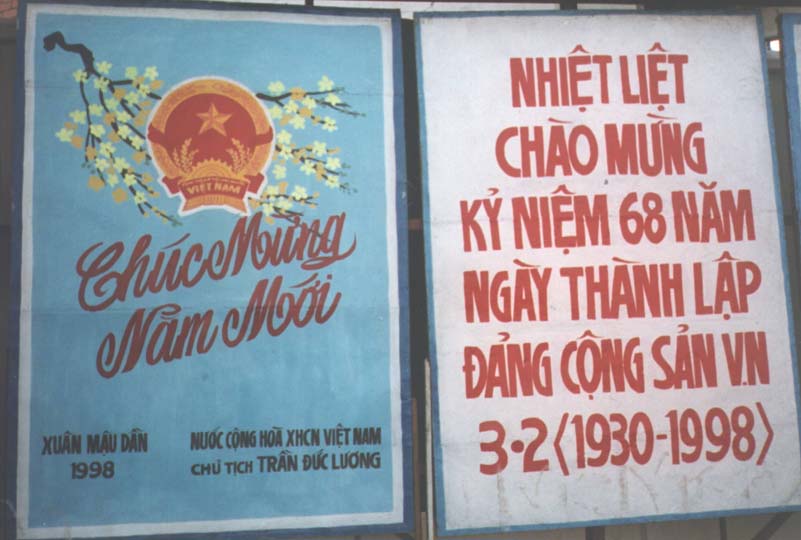 VIỆT NAM
Chúc Mừng
Năm Mới
XUÂN MẬU DẦN
1998
NƯỚC CỘNG HOÀ XHCN VIỆT NAM
CHỦ TỊCH TRẦN ĐỨC LƯƠNG
NHIỆT LIỆT
CHÀO MỪNG
KỶ NIỆM 68 NĂM
NGÀY THÀNH LẬP
ĐẢNG CỘNG SẢN V.N
3•2 〈1930-1998〉